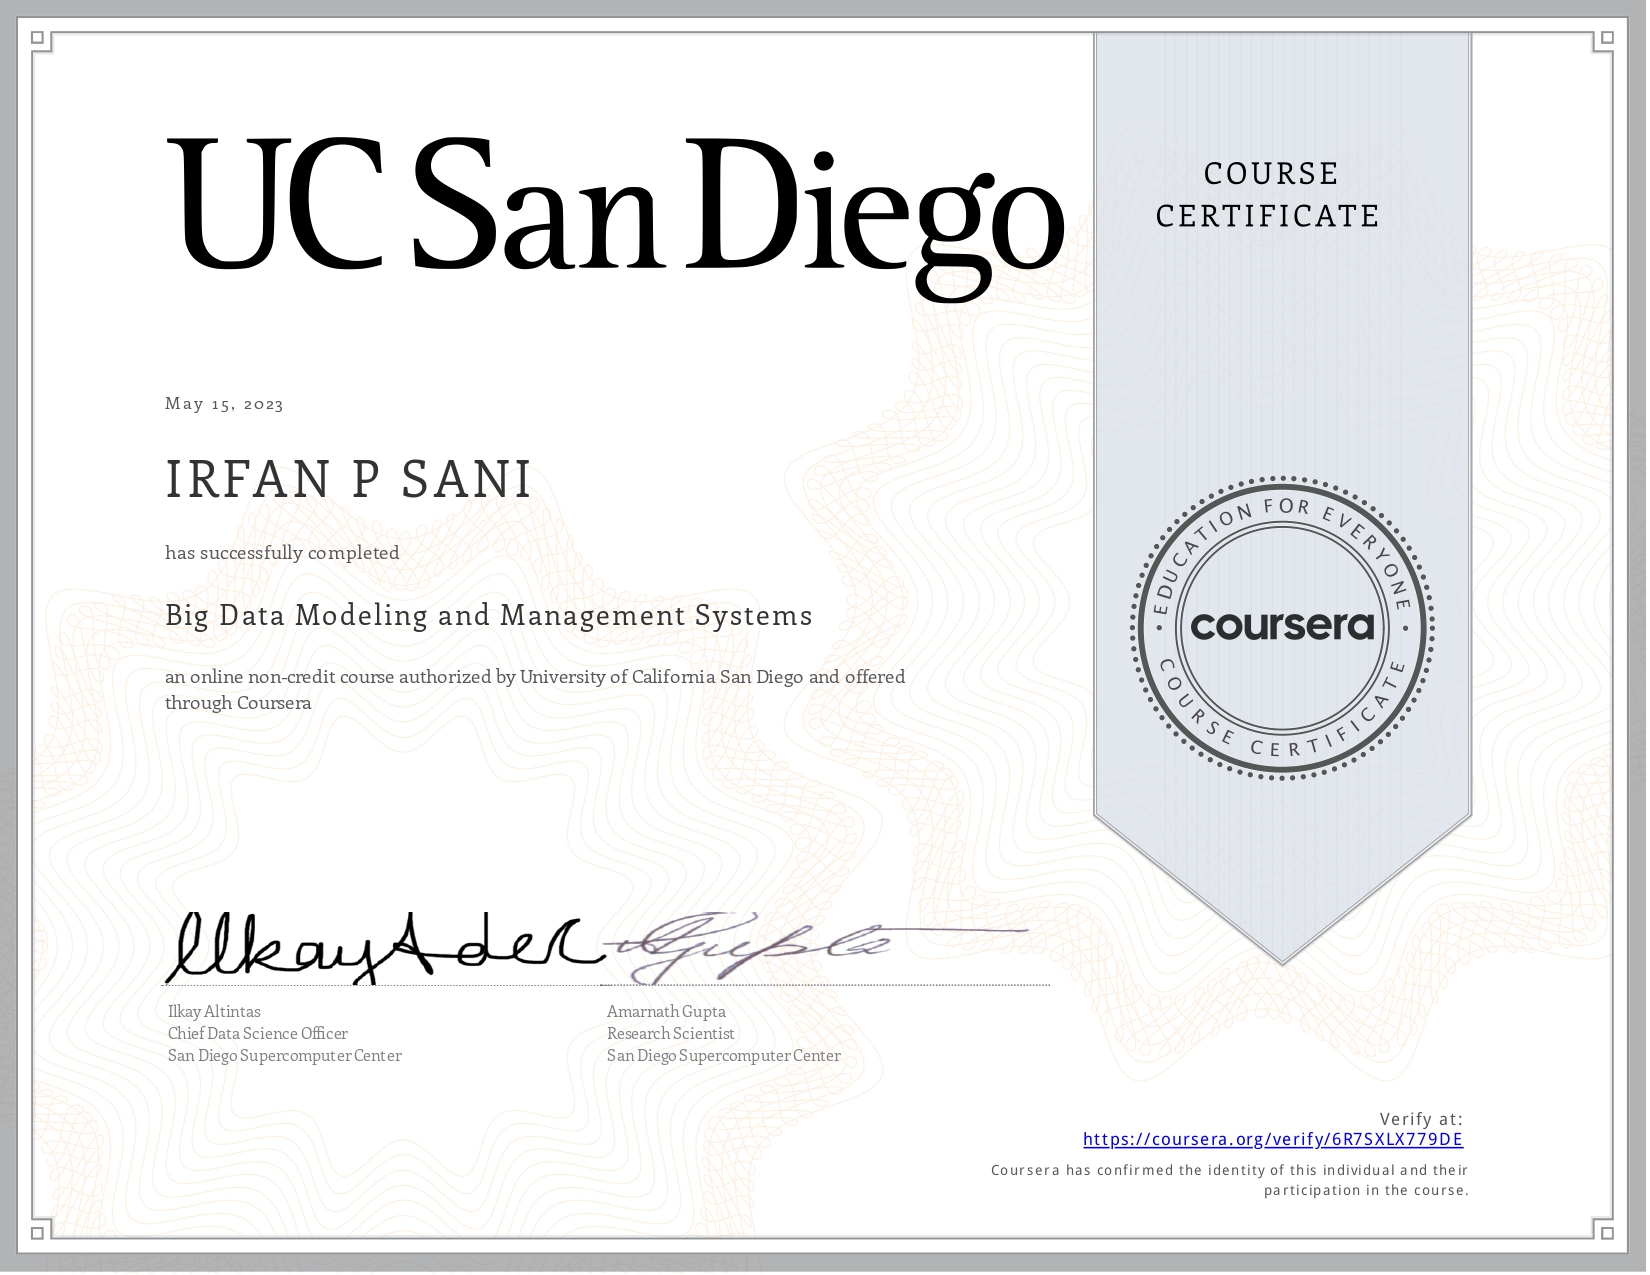 UC San Diego
COURSE
CERTIFICATE
May 15, 2023
IRFAN P SANI
has successfully completed
Big Data Modeling and Management Systems
an online non-credit course authorized by University of California San Diego and offered
through Coursera
EDUCATION FOR EVERYONE
coursera
COURSE CERTIFICATE
Ilkay Altintas
Chief Data Science Officer
San Diego Supercomputer Center
Amarnath Gupta
Research Scientist
San Diego Supercomputer Center
Verify at:
https://coursera.org/verify/6R7SXLX779DE
Coursera has confirmed the identity of this individual and their
participation in the course.